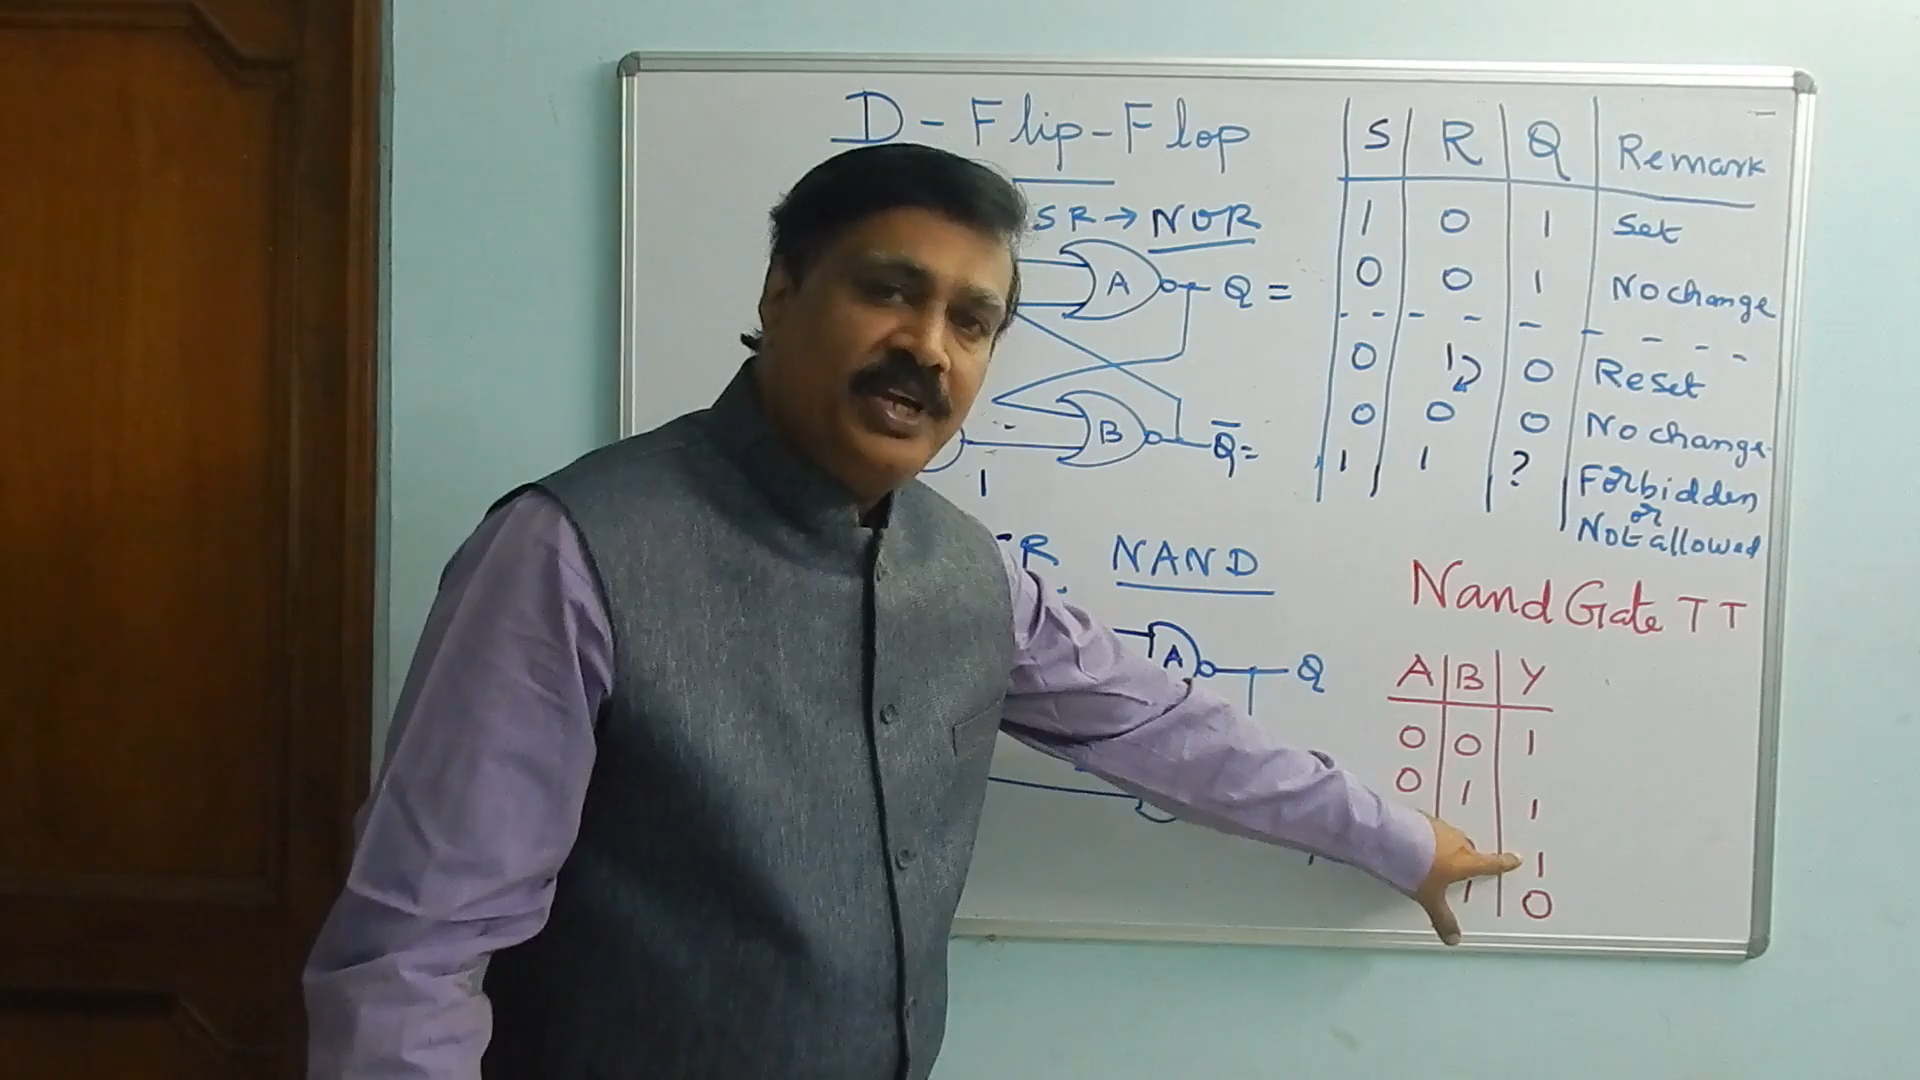 D-Flip-Flop
SR → NOR
A Q =
B Q̅ =
1
NAND
A Q
S R Q Remark
1 0 1 Set
0 0 1 No change
0 1 0 Reset
0 0 0 No change
1 1 ? Forbidden
or
Not allowed
Nand Gate TT
A B Y
0 0 1
0 1 1
1
1 0